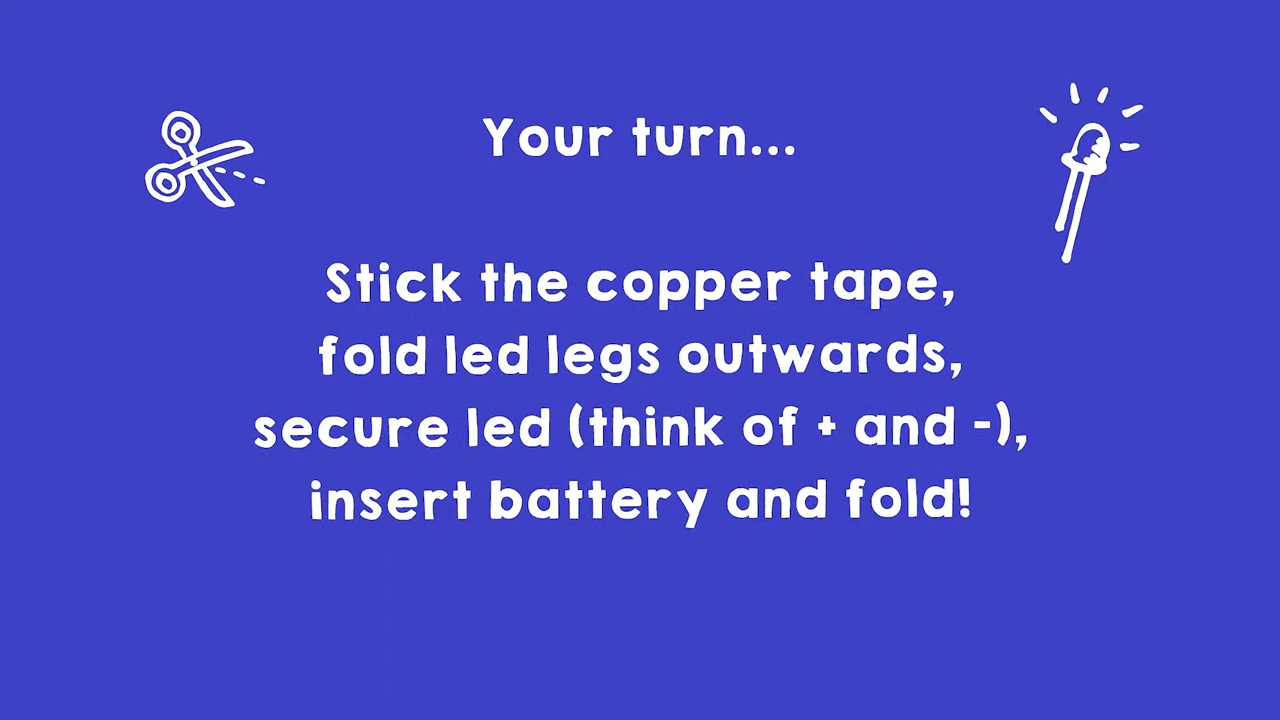 Your turn...
Stick the copper tape,
fold led legs outwards,
secure led (think of + and -),
insert battery and fold!